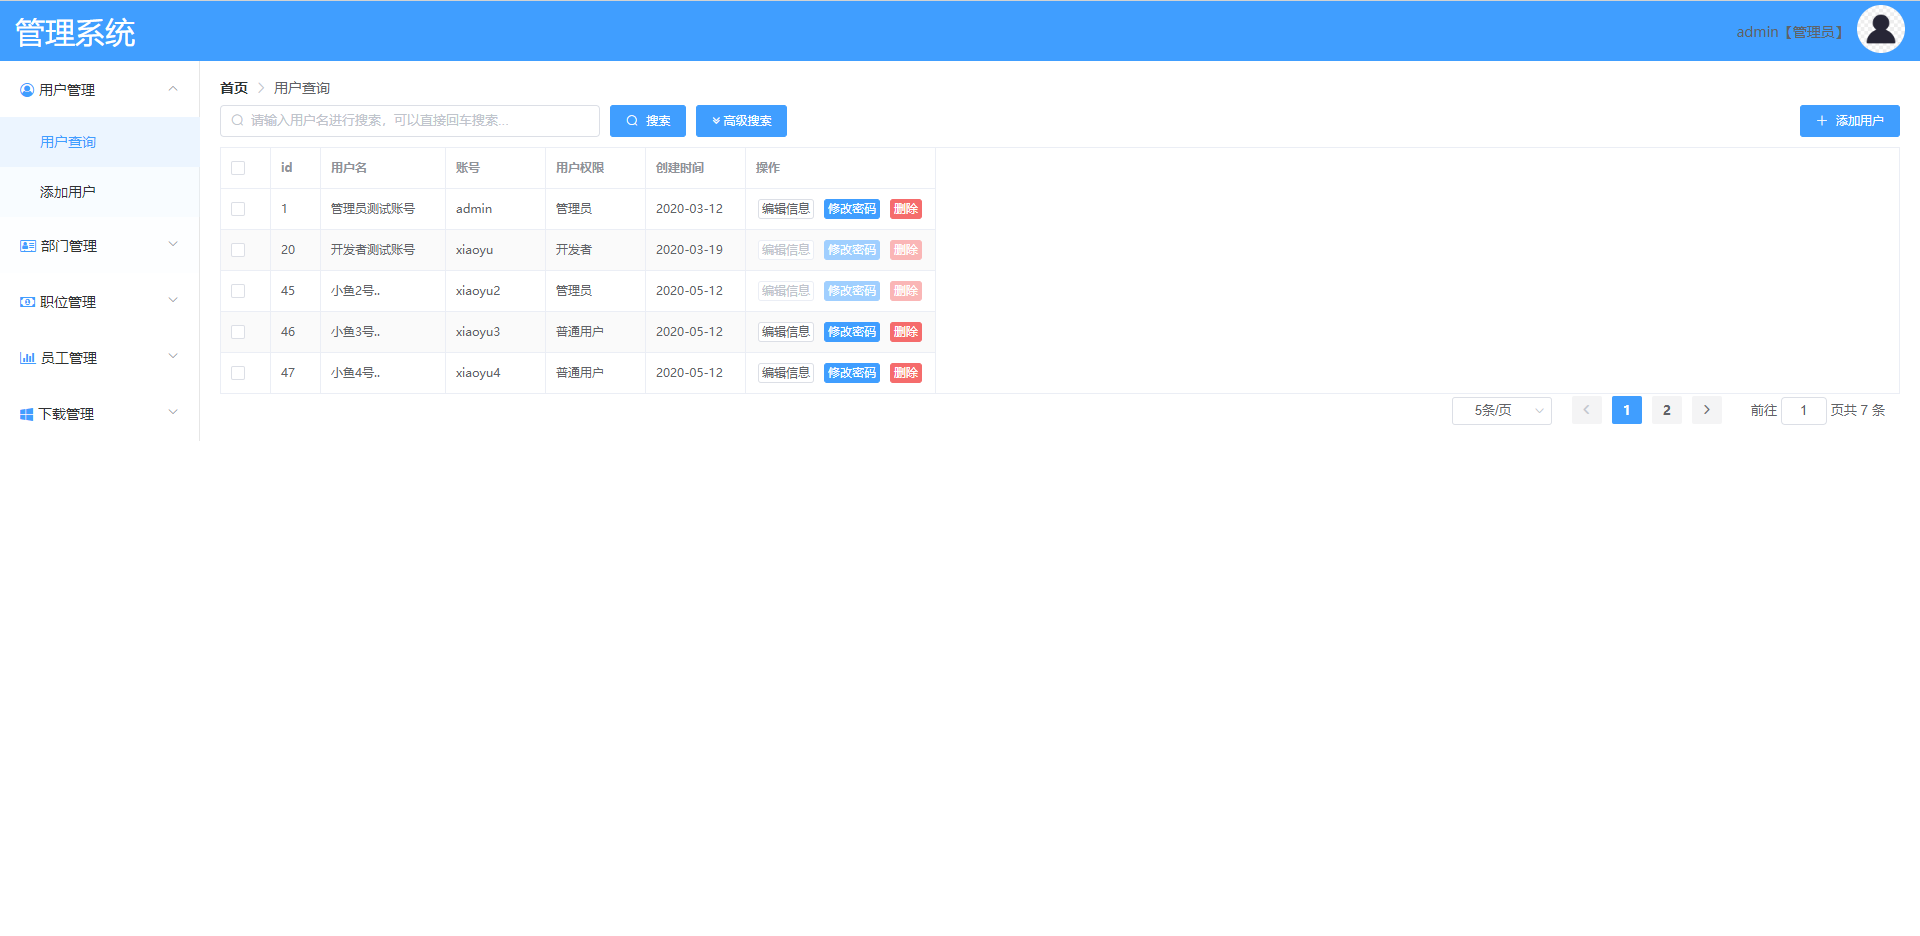 管理系统
admin【管理员】
用户管理
用户查询
添加用户
部门管理
职位管理
员工管理
下载管理
首页 用户查询
请输入用户名进行搜索，可以直接回车搜索... 搜索 高级搜索 添加用户
id 用户名 账号 用户权限 创建时间 操作
1 管理员测试账号 admin 管理员 2020-03-12 编辑信息 修改密码 删除
20 开发者测试账号 xiaoyu 开发者 2020-03-19 编辑信息 修改密码 删除
45 小鱼2号.. xiaoyu2 管理员 2020-05-12 编辑信息 修改密码 删除
46 小鱼3号.. xiaoyu3 普通用户 2020-05-12 编辑信息 修改密码 删除
47 小鱼4号.. xiaoyu4 普通用户 2020-05-12 编辑信息 修改密码 删除
5条/页 1 2 前往 1 页共 7 条